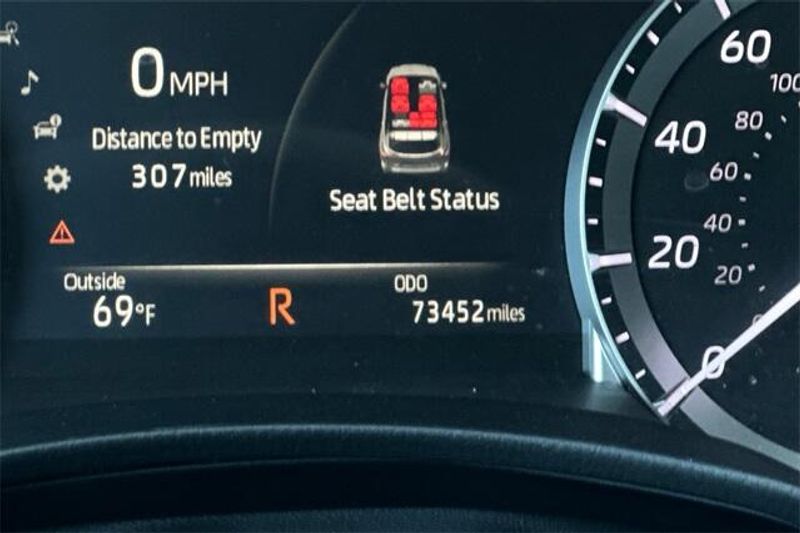 0 MPH
Distance to Empty
307 miles
Seat Belt Status
Outside
69°F
R
ODO
73452 miles
60
100
80
40
60
40
20
20
0